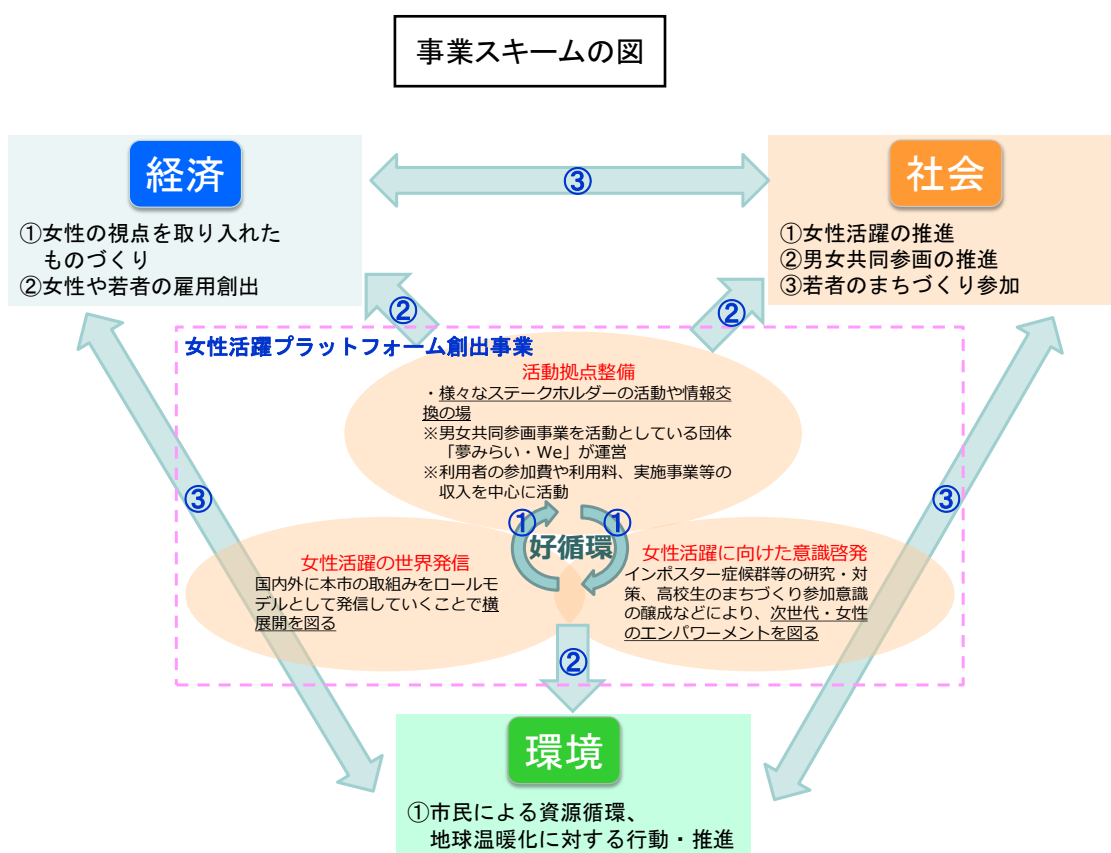 事業スキームの図
経済
①女性の視点を取り入れた
ものづくり
②女性や若者の雇用創出
③
社会
①女性活躍の推進
②男女共同参画の推進
③若者のまちづくり参加
②
②
女性活躍プラットフォーム創出事業
活動拠点整備
・様々なステークホルダーの活動や情報交
換の場
※男女共同参画事業を活動としている団体
「夢みらい・We」が運営
※利用者の参加費や利用料、実施事業等の
収入を中心に活動
③
③
①
①
好循環
女性活躍の世界発信
国内外に本市の取組みをロールモ
デルとして発信していくことで横
展開を図る
女性活躍に向けた意識啓発
インポスター症候群等の研究・対
策、高校生のまちづくり参加意識
の醸成などにより、次世代・女性
のエンパワーメントを図る
②
環境
①市民による資源循環、
地球温暖化に対する行動・推進